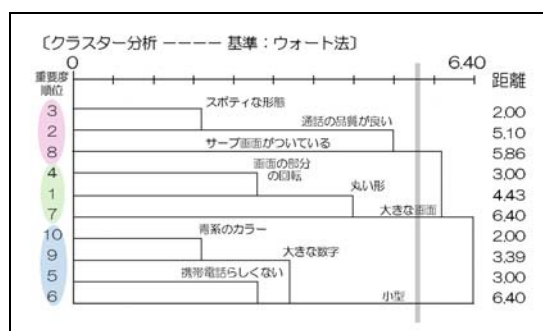 〔クラスター分析 ーーーー 基準：ウォート法〕
0 6.40
重要度 順位 距離
3 スポティな形態 2,00
2 通話の品質が良い 5,10
8 サーブ画面がついている 5,86
4 画面の部分の回転 3,00
1 丸い形 4,43
7 大きな画面 6,40
10 青系のカラー 2,00
9 大きな数字 3,39
5 携帯電話らしくない 3,00
6 小型 6,40